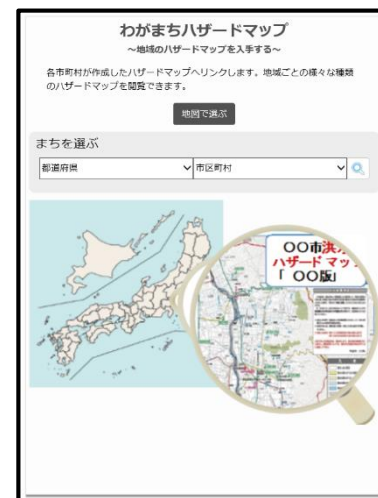 わがまちハザードマップ
～地域のハザードマップを入手する～
各市町村が作成したハザードマップへリンクします。地域ごとの様々な種類
のハザードマップを閲覧できます。
地図で選ぶ
まちを選ぶ
都道府県
市区町村
〇〇市洪水
ハザードマップ
「 〇〇版」